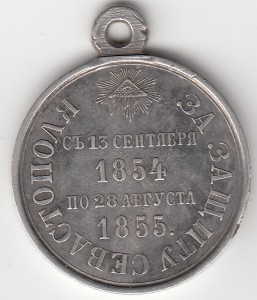 ЗА ЗАЩИТУ СЕВАСТОПОЛЯ
СЪ 13 СЕНТЯБРЯ
1854
ПО 28 АВГУСТА
1855.